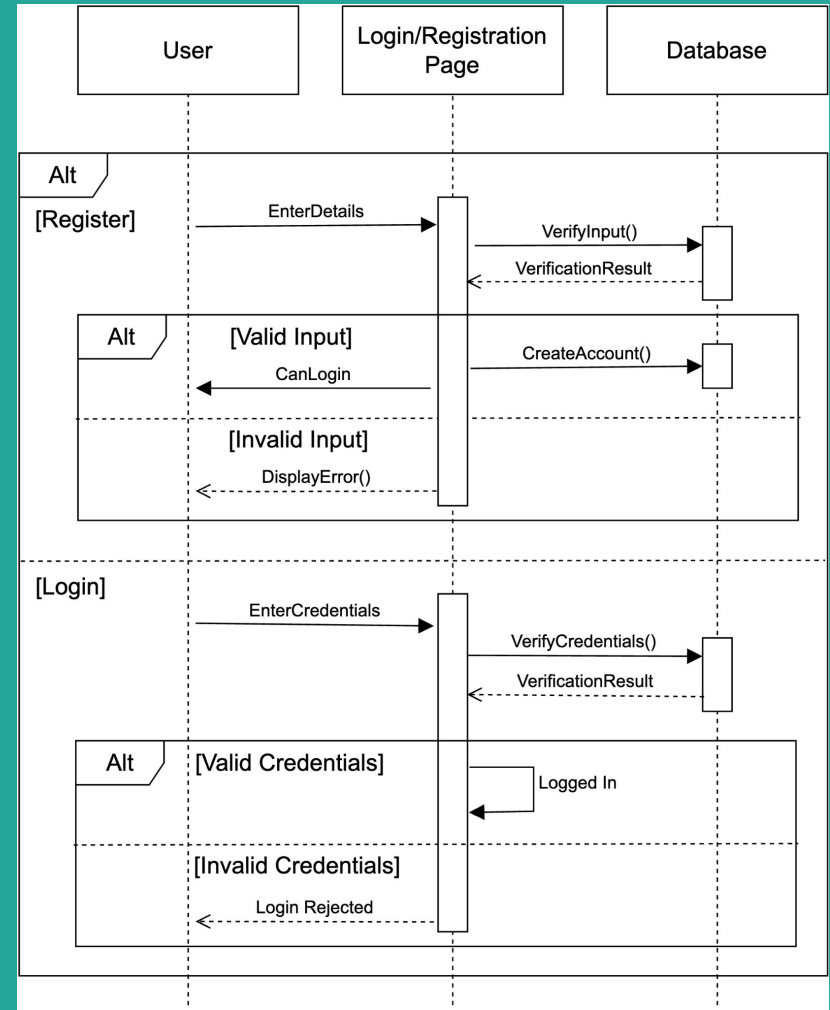 User
Login/Registration
Page
Database
Alt
[Register]
EnterDetails
VerifyInput()
VerificationResult
Alt
[Valid Input]
CreateAccount()
CanLogin
[Invalid Input]
DisplayError()
[Login]
EnterCredentials
VerifyCredentials()
VerificationResult
Alt
[Valid Credentials]
Logged In
[Invalid Credentials]
Login Rejected